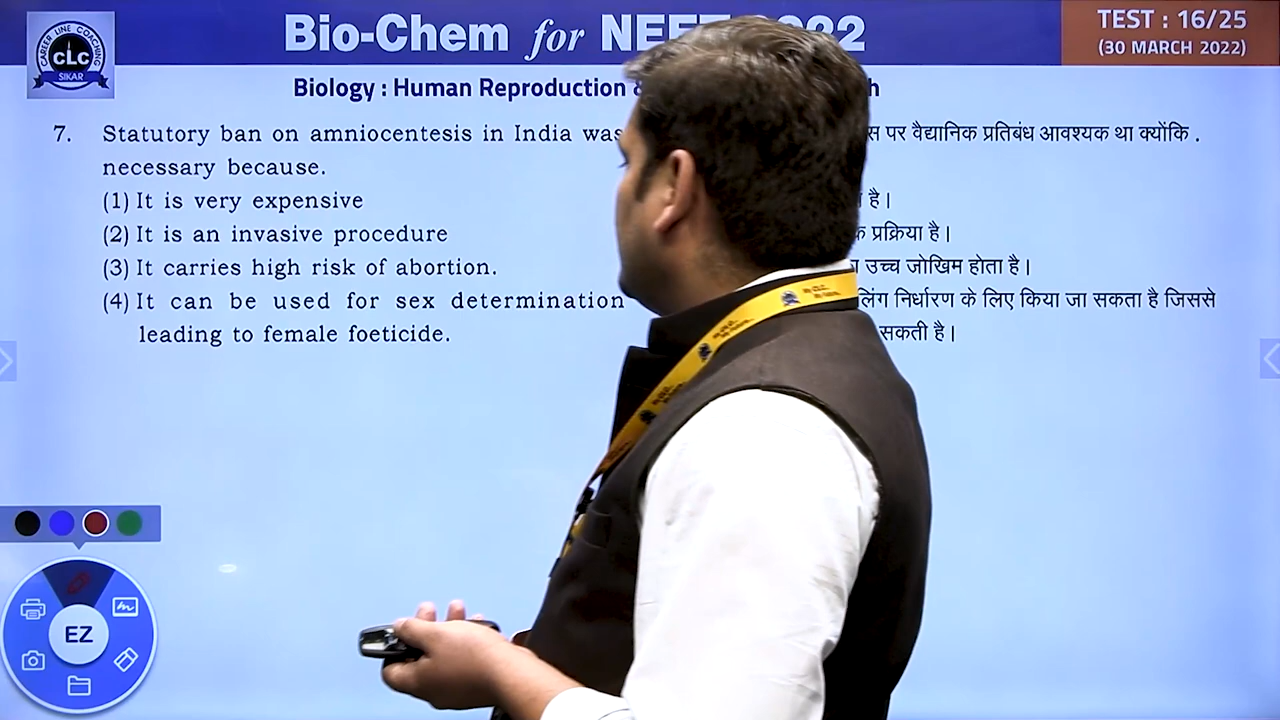 CAREER LINE COACHING
CLC
SIKAR
Bio-Chem for NEET 2022
TEST : 16/25
(30 MARCH 2022)
Biology : Human Reproduction &
7. Statutory ban on amniocentesis in India was
necessary because.
(1) It is very expensive
(2) It is an invasive procedure
(3) It carries high risk of abortion.
(4) It can be used for sex determination
leading to female foeticide.
पर वैद्यानिक प्रतिबंध आवश्यक था क्योंकि .
है।
प्रक्रिया है।
उच्च जोखिम होता है।
लिंग निर्धारण के लिए किया जा सकता है जिससे
सकती है।
EZ